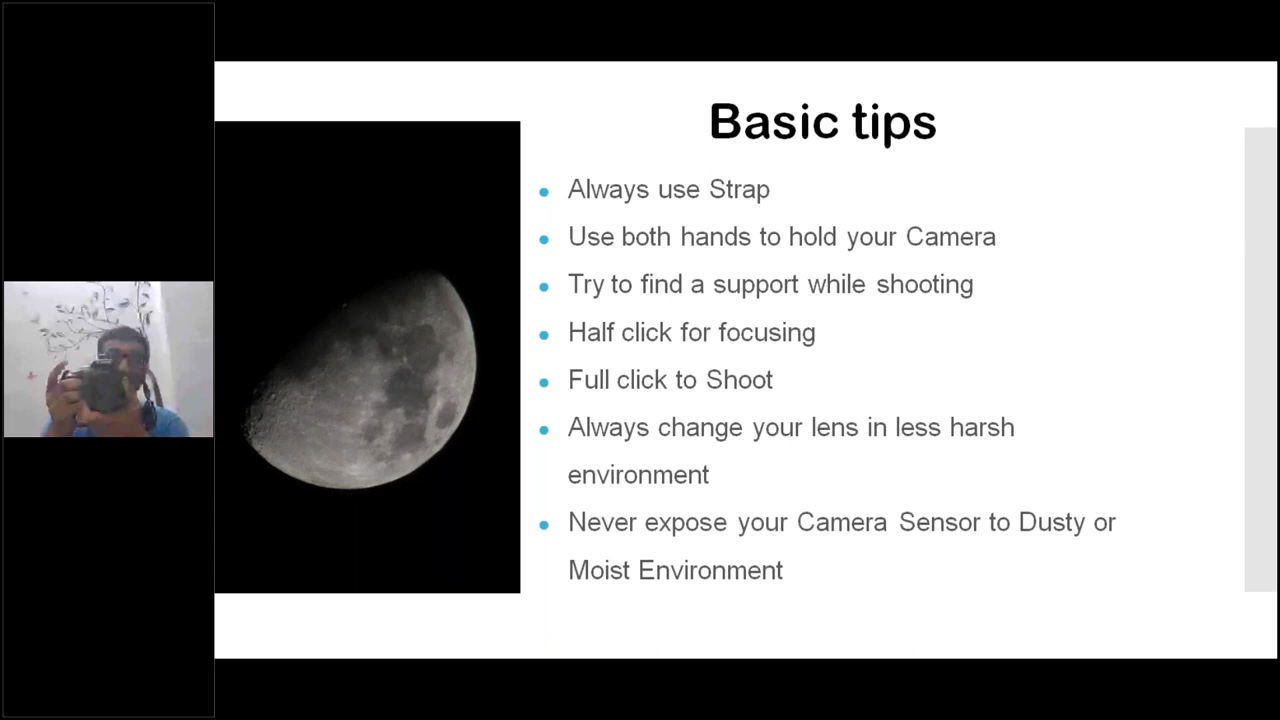 Basic tips
Always use Strap
Use both hands to hold your Camera
Try to find a support while shooting
Half click for focusing
Full click to Shoot
Always change your lens in less harsh
environment
Never expose your Camera Sensor to Dusty or
Moist Environment